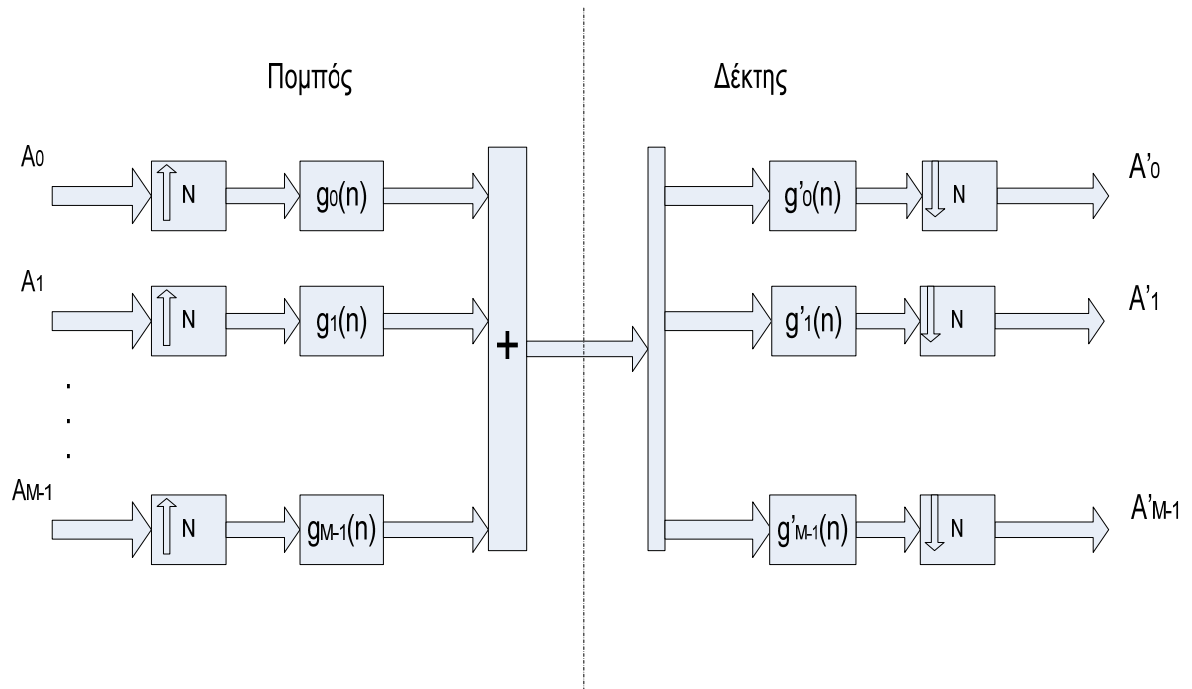 Πομπός
Δέκτης
A0
N
g0(n)
g'0(n)
N
A'0
A1
N
g1(n)
g'1(n)
N
A'1
+
.
.
.
AM-1
N
gM-1(n)
g'M-1(n)
N
A'M-1